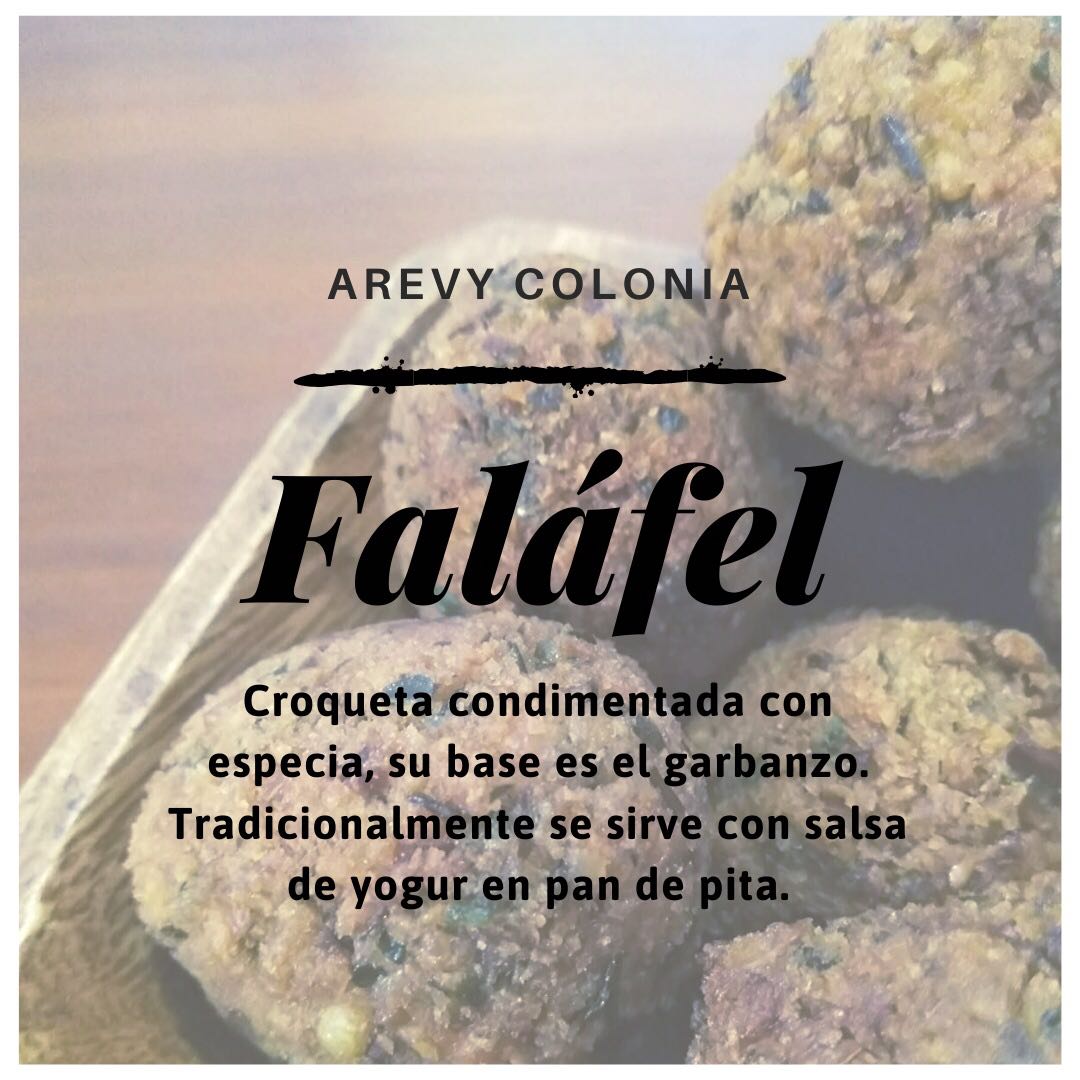 AREVY COLONIA
Faláfel
Croqueta condimentada con
especia, su base es el garbanzo.
Tradicionalmente se sirve con salsa
de yogur en pan de pita.